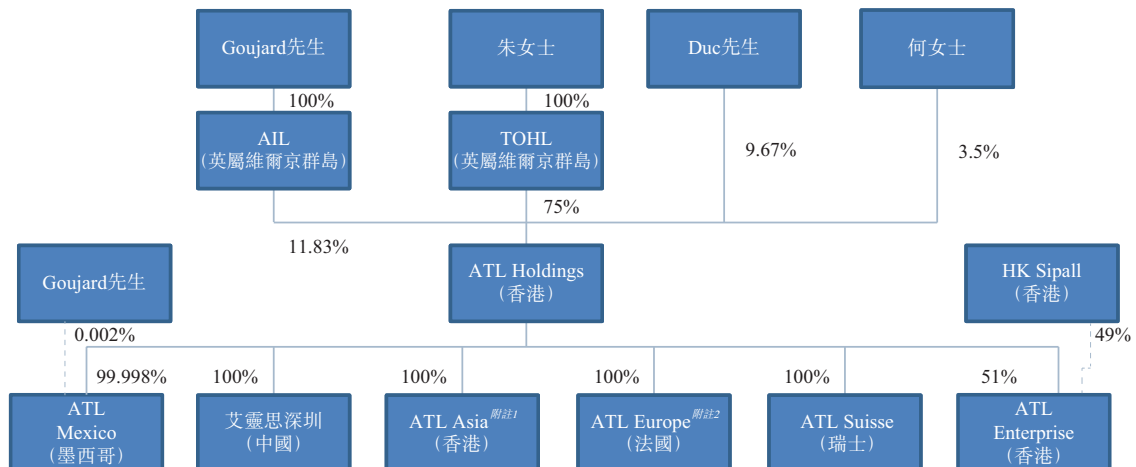 Goujard先生
朱女士
Duc先生
何女士
100%
100%
AIL
(英屬維爾京群島)
TOHL
(英屬維爾京群島)
9.67%
3.5%
75%
11.83%
Goujard先生
ATL Holdings
(香港)
HK Sipall
(香港)
0.002%
49%
99.998%
100%
100%
100%
100%
51%
ATL
Mexico
(墨西哥)
艾靈思深圳
(中國)
ATL Asia附註1
(香港)
ATL Europe附註2
(法國)
ATL Suisse
(瑞士)
ATL
Enterprise
(香港)